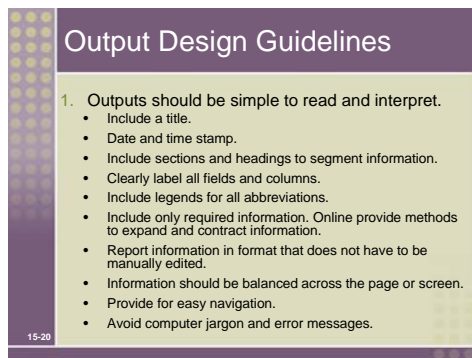 Output Design Guidelines
1. Outputs should be simple to read and interpret.
• Include a title.
• Date and time stamp.
• Include sections and headings to segment information.
• Clearly label all fields and columns.
• Include legends for all abbreviations.
• Include only required information. Online provide methods
to expand and contract information.
• Report information in format that does not have to be
manually edited.
• Information should be balanced across the page or screen.
• Provide for easy navigation.
• Avoid computer jargon and error messages.
15-20